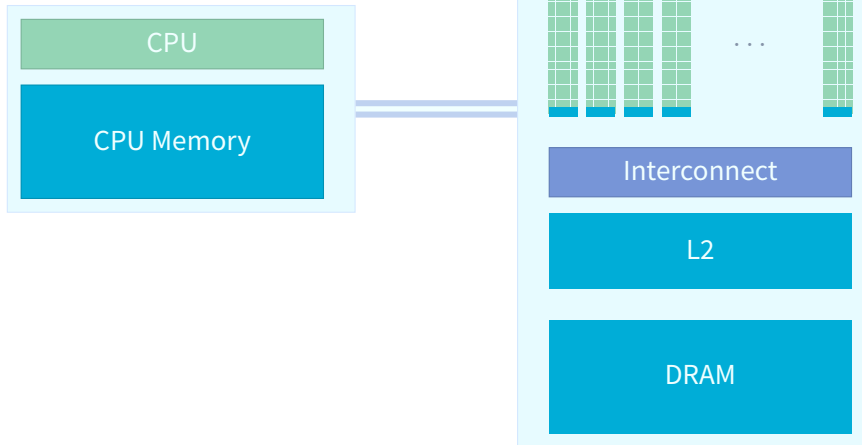 CPU
CPU Memory
. . .
Interconnect
L2
DRAM